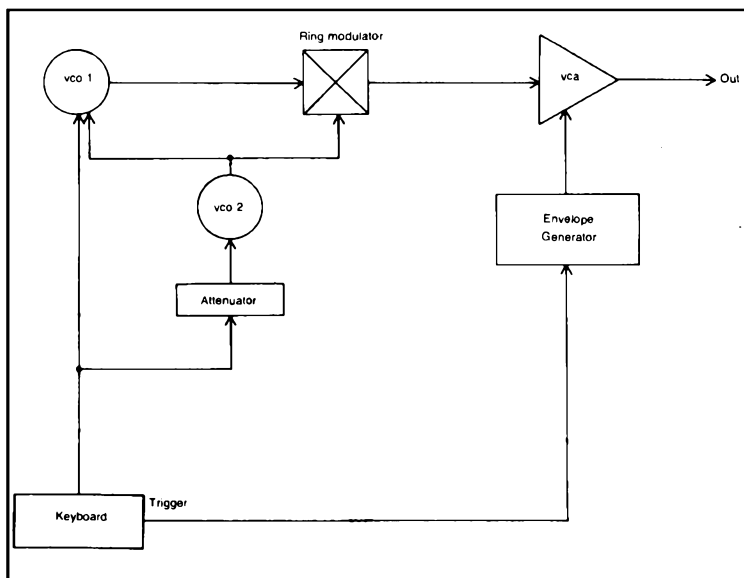 Ring modulator
vco 1
vca
Out
vco 2
Envelope
Generator
Attenuator
Trigger
Keyboard